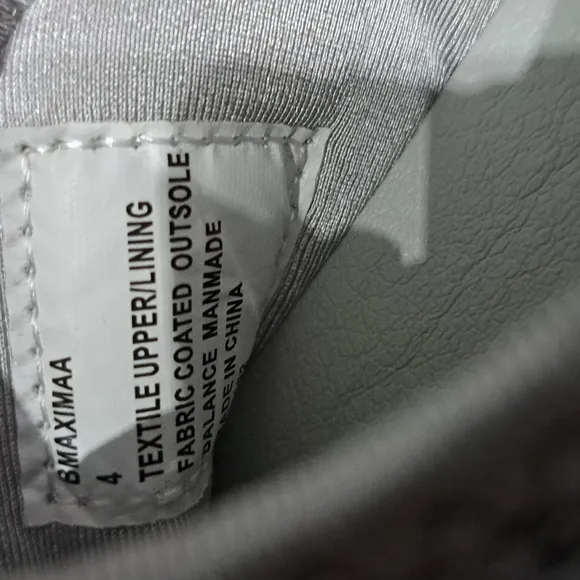 BMAXIMAA
4
TEXTILE UPPER/LINING
FABRIC COATED OUTSOLE
BALANCE MANMADE
MADE IN CHINA